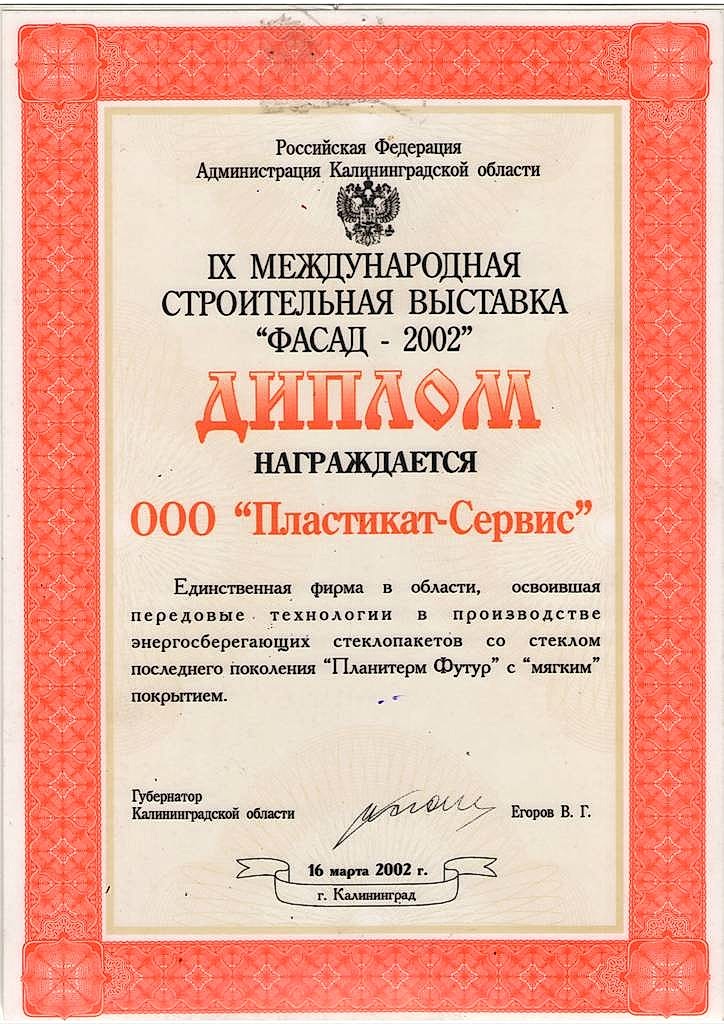 Российская Федерация
Администрация Калининградской области
IX МЕЖДУНАРОДНАЯ
СТРОИТЕЛЬНАЯ ВЫСТАВКА
“ФАСАД - 2002”
ДИПЛОМ
НАГРАЖДАЕТСЯ
ООО “Пластикат-Сервис”
Единственная фирма в области, освоившая
передовые технологии в производстве
энергосберегающих стеклопакетов со стеклом
последнего поколения “Планитерм Футур” с “мягким”
покрытием.
Губернатор
Калининградской области
Егоров В. Г.
16 марта 2002 г.
г. Калининград